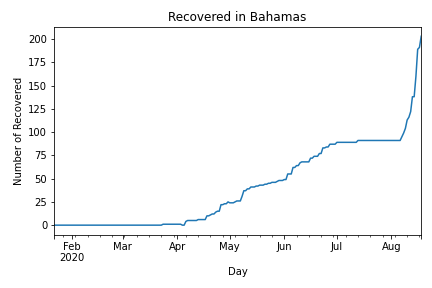 Recovered in Bahamas
Number of Recovered
200
175
150
125
100
75
50
25
0
Feb
2020
Mar
Apr
May
Jun
Jul
Aug
Day